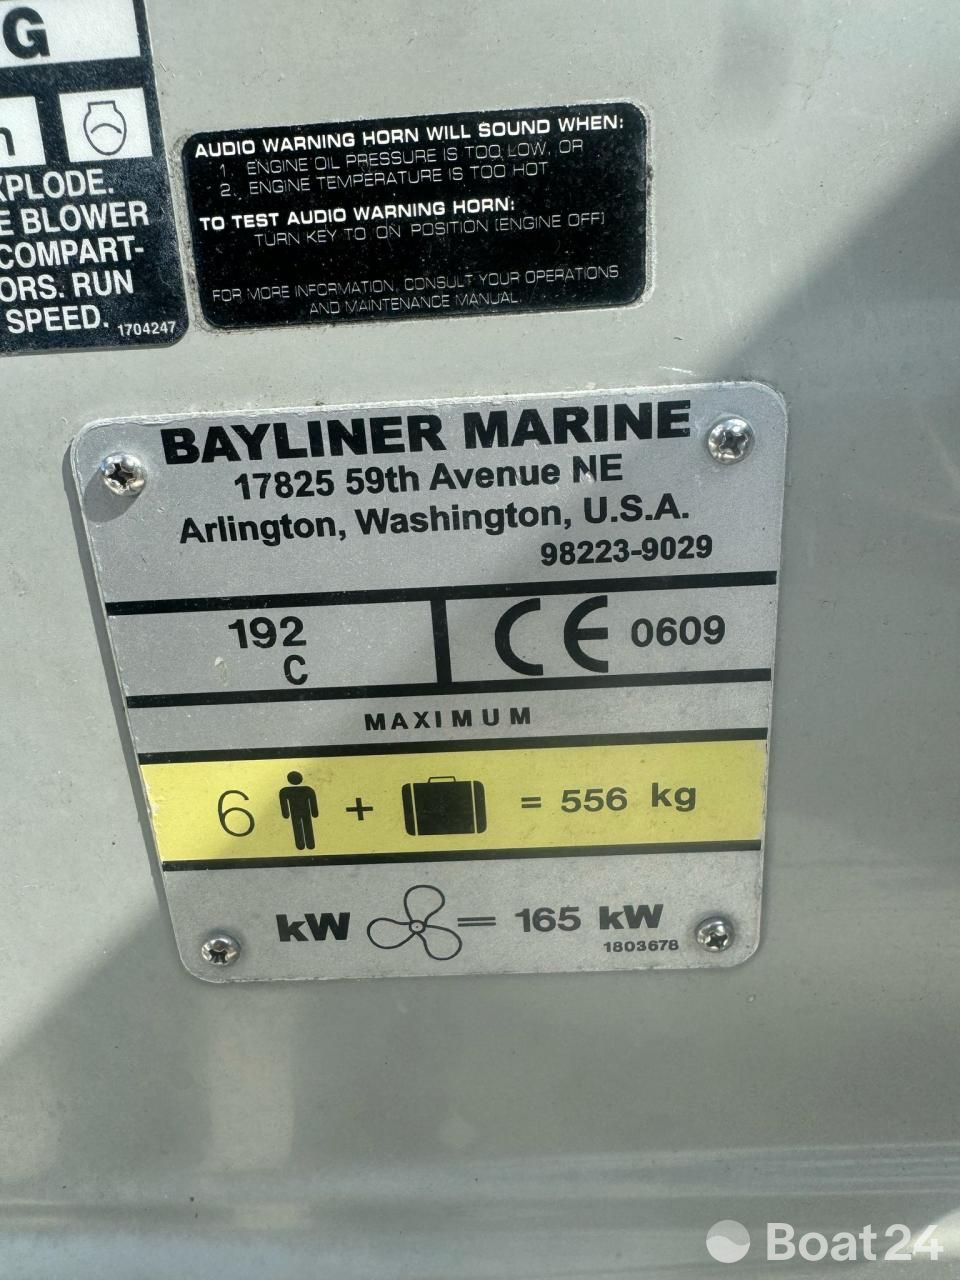 G
n
XPLODE.
E BLOWER
COMPART-
ORS. RUN
SPEED. 1704247
AUDIO WARNING HORN WILL SOUND WHEN:
1. ENGINE OIL PRESSURE IS TOO LOW, OR
2. ENGINE TEMPERATURE IS TOO HOT
TO TEST AUDIO WARNING HORN:
TURN KEY TO ON POSITION (ENGINE OFF)
FOR MORE INFORMATION, CONSULT YOUR OPERATIONS
AND MAINTENANCE MANUAL.
BAYLINER MARINE
17825 59th Avenue NE
Arlington, Washington, U.S.A.
98223-9029
192
C
CE 0609
MAXIMUM
6 + = 556 kg
kW = 165 kW
1803678
Boat24